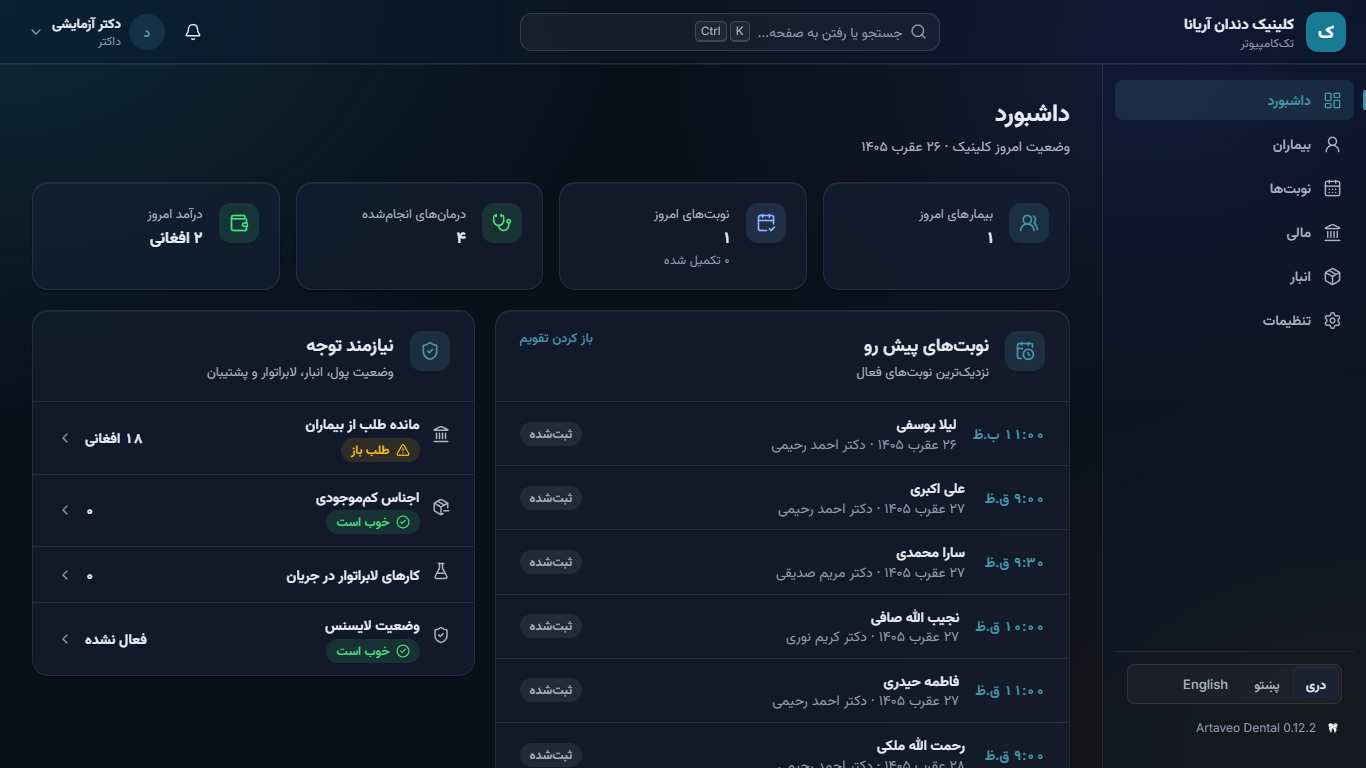 کلینیک دندان آریانا
تک‌کامپیوتر
ک
جستجو یا رفتن به صفحه...
Ctrl K
دکتر آزمایشی
داکتر
د
داشبورد
بیماران
نوبت‌ها
مالی
انبار
تنظیمات
دری
پښتو
English
Artaveo Dental 0.12.2
داشبورد
وضعیت امروز کلینیک · ۲۶ عقرب ۱۴۰۵
بیمارهای امروز
۱
نوبت‌های امروز
۱
۰ تکمیل شده
درمان‌های انجام‌شده
۴
درآمد امروز
۲ افغانی
نوبت‌های پیش رو
نزدیک‌ترین نوبت‌های فعال
باز کردن تقویم
۱۱:۰۰ ب.ظ
لیلا یوسفی
۲۶ عقرب ۱۴۰۵ · دکتر احمد رحیمی
ثبت‌شده
۹:۰۰ ق.ظ
علی اکبری
۲۷ عقرب ۱۴۰۵ · دکتر احمد رحیمی
ثبت‌شده
۹:۳۰ ق.ظ
سارا محمدی
۲۷ عقرب ۱۴۰۵ · دکتر مریم صدیقی
ثبت‌شده
۱۰:۰۰ ق.ظ
نجیب الله صافی
۲۷ عقرب ۱۴۰۵ · دکتر کریم نوری
ثبت‌شده
۱۱:۰۰ ق.ظ
فاطمه حیدری
۲۷ عقرب ۱۴۰۵ · دکتر احمد رحیمی
ثبت‌شده
۹:۰۰ ق.ظ
رحمت الله ملکی
۲۸ عقرب ۱۴۰۵ · دکتر احمد رحیمی
ثبت‌شده
نیازمند توجه
وضعیت پول، انبار، لابراتوار و پشتیبان
مانده طلب از بیماران
طلب باز
۱۸ افغانی
اجناس کم‌موجودی
خوب است
۰
کارهای لابراتوار در جریان
۰
وضعیت لایسنس
خوب است
فعال نشده